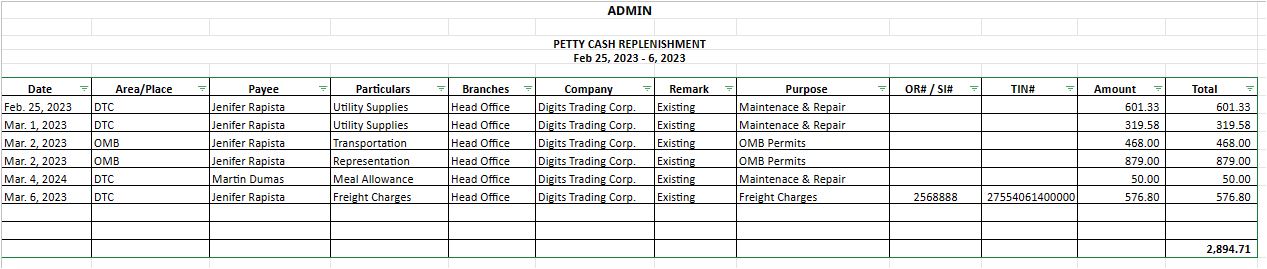 ADMIN
PETTY CASH REPLENISHMENT
Feb 25, 2023 - 6, 2023
Date Area/Place Payee Particulars Branches Company Remark Purpose OR# / SI# TIN# Amount Total
Feb. 25, 2023 DTC Jenifer Rapista Utility Supplies Head Office Digits Trading Corp. Existing Maintenace & Repair 601.33 601.33
Mar. 1, 2023 DTC Jenifer Rapista Utility Supplies Head Office Digits Trading Corp. Existing Maintenace & Repair 319.58 319.58
Mar. 2, 2023 OMB Jenifer Rapista Transportation Head Office Digits Trading Corp. Existing OMB Permits 468.00 468.00
Mar. 2, 2023 OMB Jenifer Rapista Representation Head Office Digits Trading Corp. Existing OMB Permits 879.00 879.00
Mar. 4, 2024 DTC Martin Dumas Meal Allowance Head Office Digits Trading Corp. Existing Maintenace & Repair 50.00 50.00
Mar. 6, 2023 DTC Jenifer Rapista Freight Charges Head Office Digits Trading Corp. Existing Freight Charges 2568888 27554061400000 576.80 576.80
2,894.71